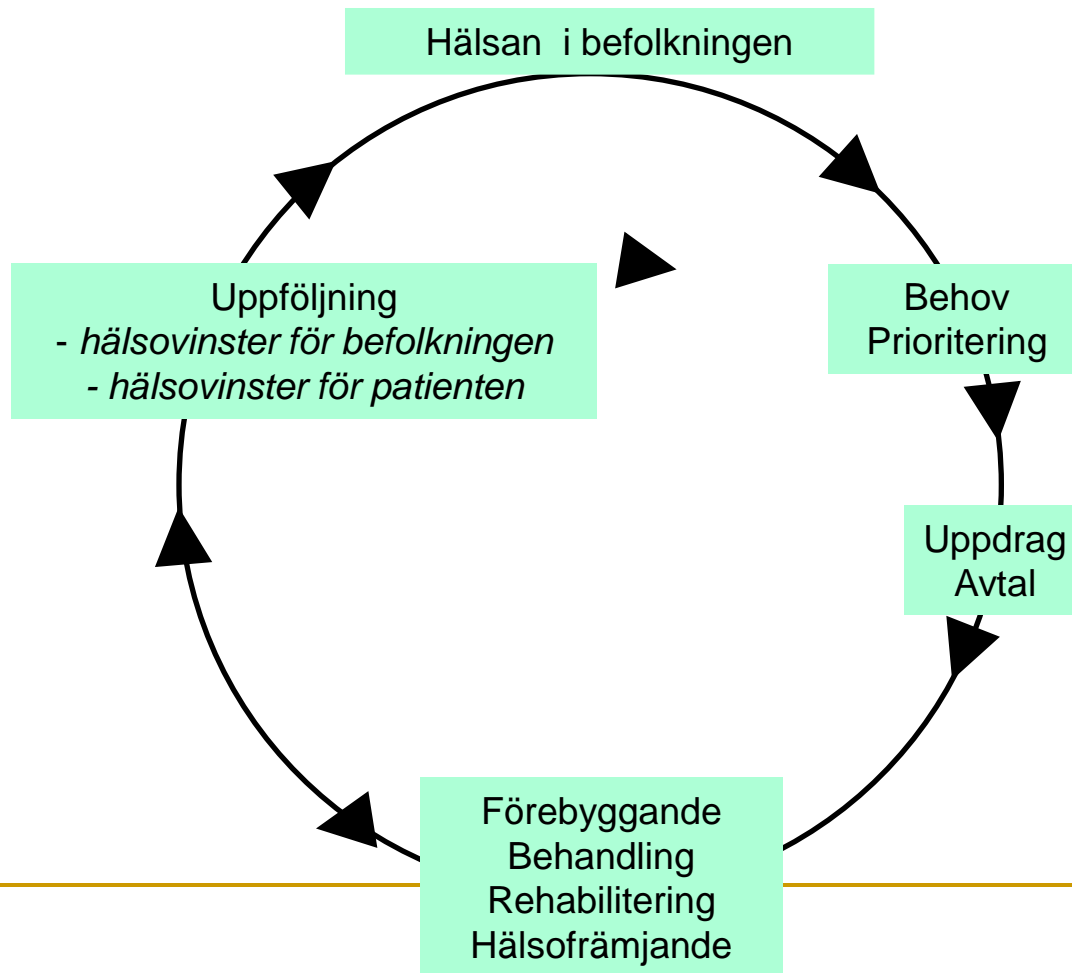 Hälsan i befolkningen
Uppföljning
- hälsovinster för befolkningen
- hälsovinster för patienten
Behov
Prioritering
Uppdrag
Avtal
Förebyggande
Behandling
Rehabilitering
Hälsofrämjande